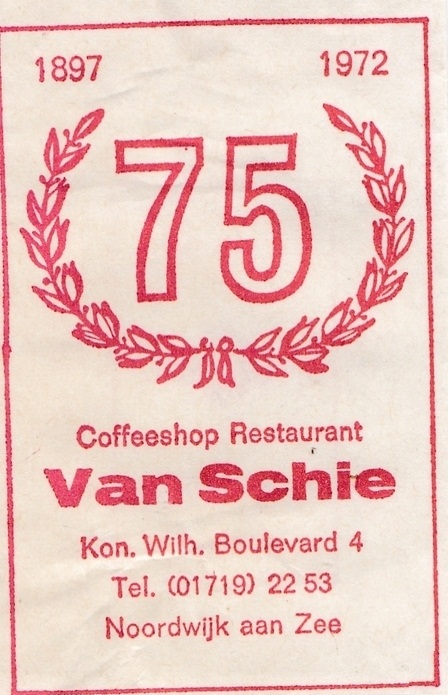 1897 1972
75
Coffeeshop Restaurant
Van Schie
Kon. Wilh. Boulevard 4
Tel. (01719) 22 53
Noordwijk aan Zee